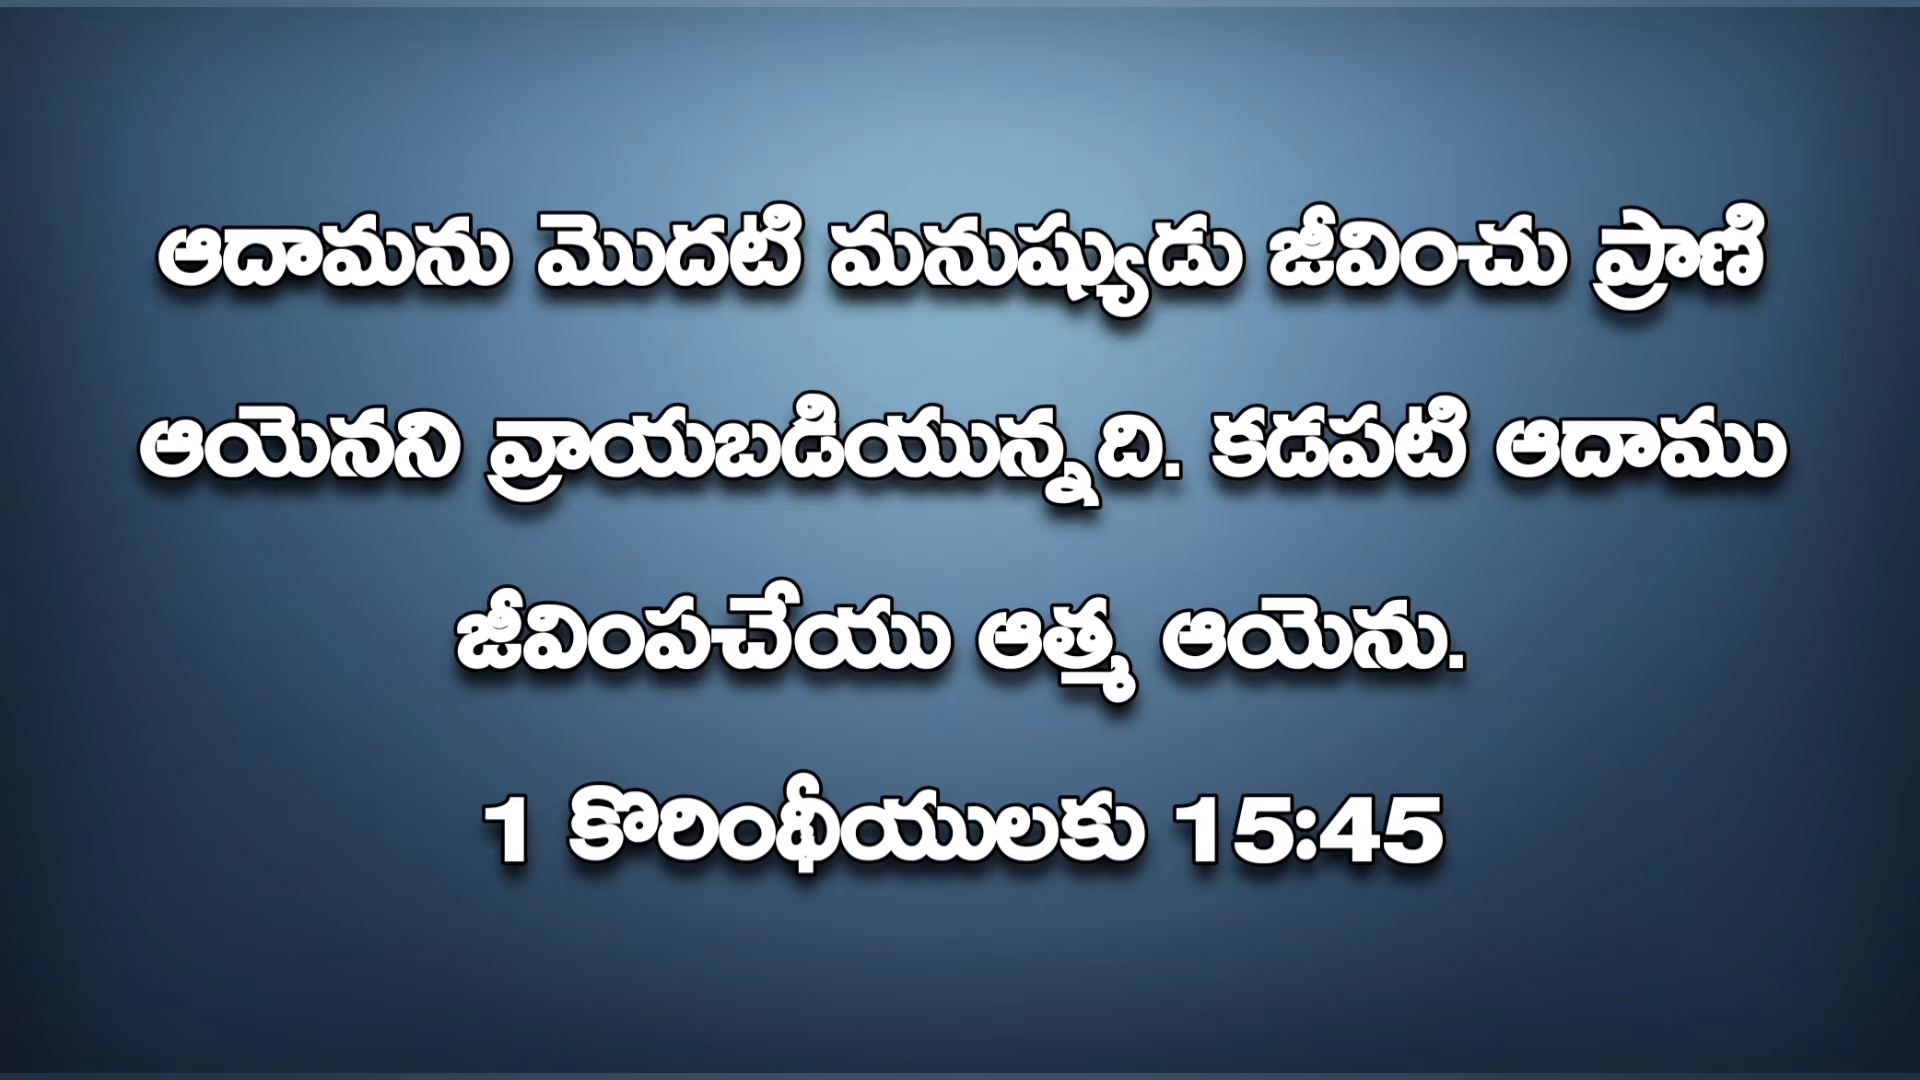 ఆదామను మొదటి మనుష్యుడు జీవించు ప్రాణి
ఆయెనని వ్రాయబడియున్నది. కడపటి ఆదాము
జీవింపచేయు ఆత్మ ఆయెను.
1 కొరింథీయులకు 15:45